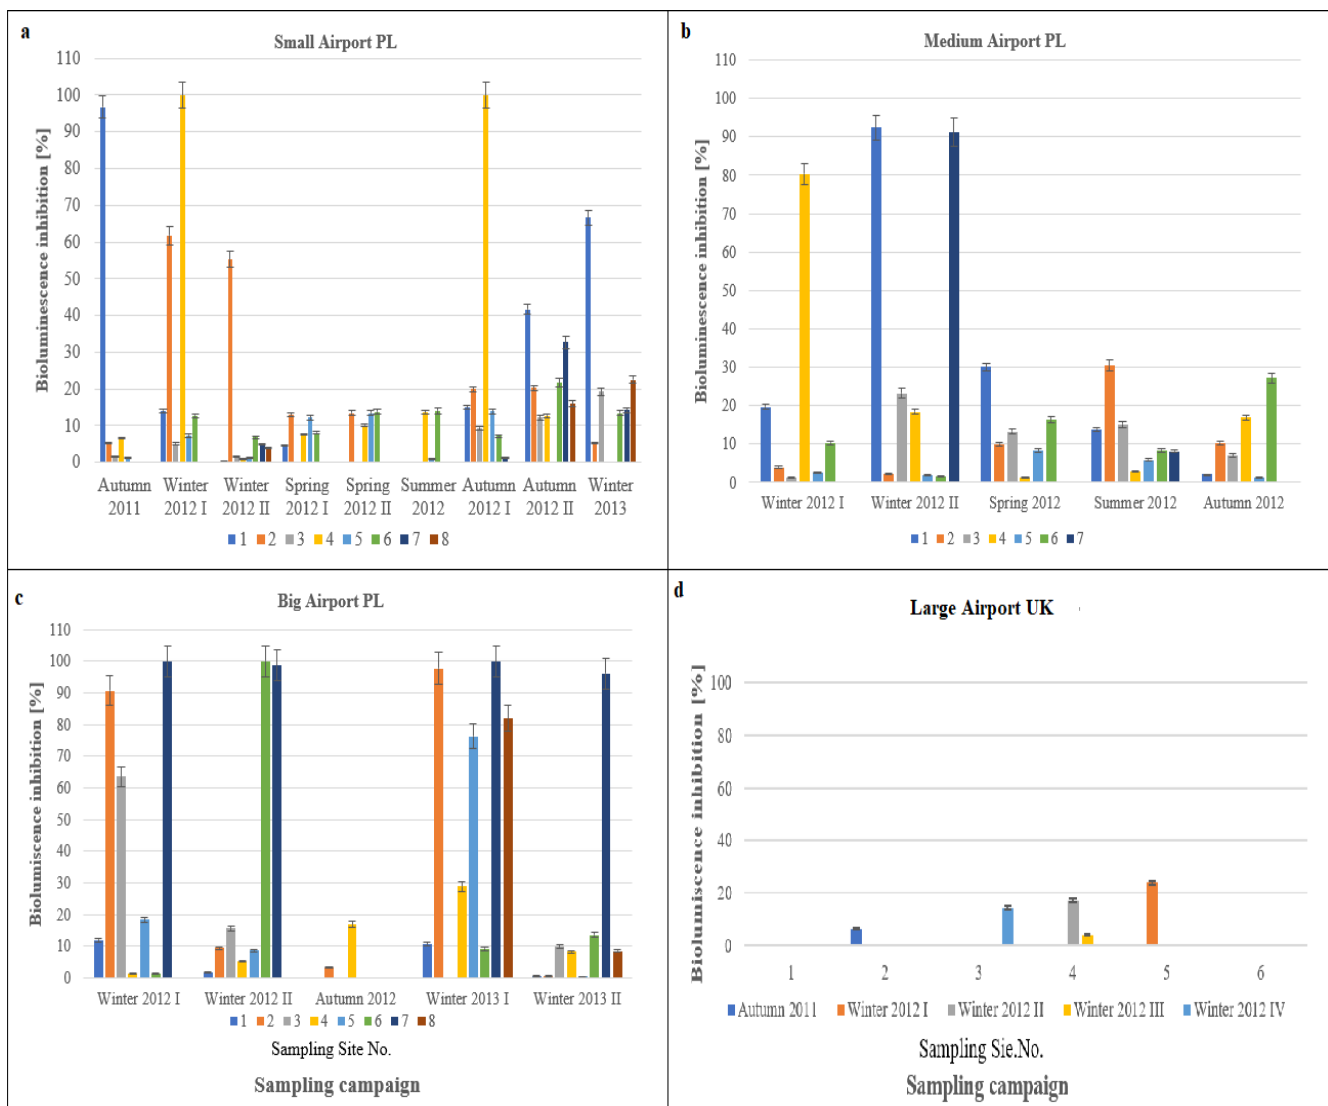 a
Small Airport PL
Bioluminescence inhibition [%]
110
100
90
80
70
60
50
40
30
20
10
0
Autumn 2011
Winter 2012 I
Winter 2012 II
Spring 2012 I
Spring 2012 II
Summer 2012
Autumn 2012 I
Autumn 2012 II
Winter 2013
1 2 3 4 5 6 7 8
b
Medium Airport PL
Bioluminescence inhibition [%]
110
100
90
80
70
60
50
40
30
20
10
0
Winter 2012 I Winter 2012 II Spring 2012 Summer 2012 Autumn 2012
1 2 3 4 5 6 7
c
Big Airport PL
Biolumiscence inhibition [%]
110
100
90
80
70
60
50
40
30
20
10
0
Winter 2012 I Winter 2012 II Autumn 2012 Winter 2013 I Winter 2013 II
1 2 3 4 5 6 7 8
Sampling Site No.
Sampling campaign
d
Large Airport UK
Biolumiscence inhibition [%]
100
80
60
40
20
0
1 2 3 4 5 6
Autumn 2011 Winter 2012 I Winter 2012 II Winter 2012 III Winter 2012 IV
Sampling Sie.No.
Sampling campaign